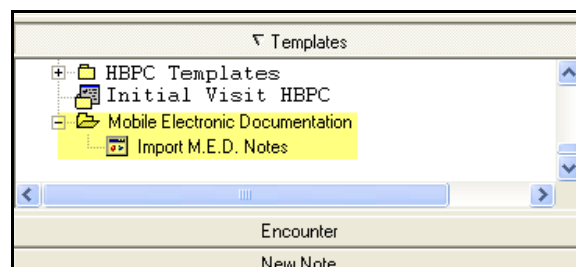 Templates
HBPC Templates
Initial Visit HBPC
Mobile Electronic Documentation
Import M.E.D. Notes
Encounter
New Note